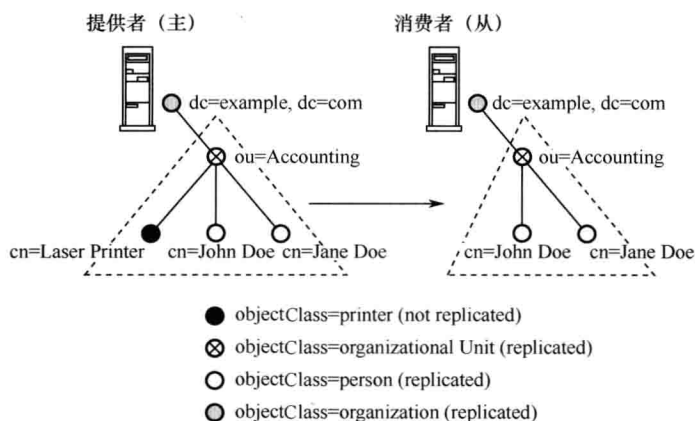 提供者（主）
消费者（从）
dc=example, dc=com
dc=example, dc=com
ou=Accounting
ou=Accounting
cn=Laser Printer
cn=John Doe
cn=Jane Doe
cn=John Doe
cn=Jane Doe
objectClass=printer (not replicated)
objectClass=organizational Unit (replicated)
objectClass=person (replicated)
objectClass=organization (replicated)